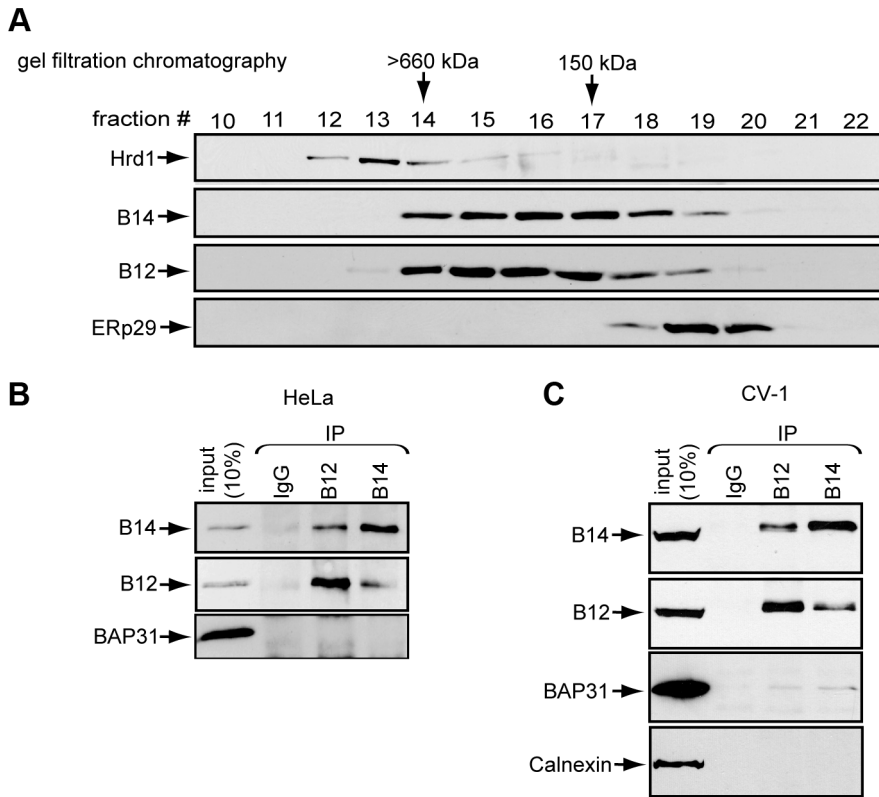 A
gel filtration chromatography
>660 kDa
150 kDa
fraction # 10 11 12 13 14 15 16 17 18 19 20 21 22
Hrd1
B14
B12
ERp29
B
HeLa
IP
input (10%)
IgG
B12
B14
B14
B12
BAP31
C
CV-1
IP
input (10%)
IgG
B12
B14
B14
B12
BAP31
Calnexin